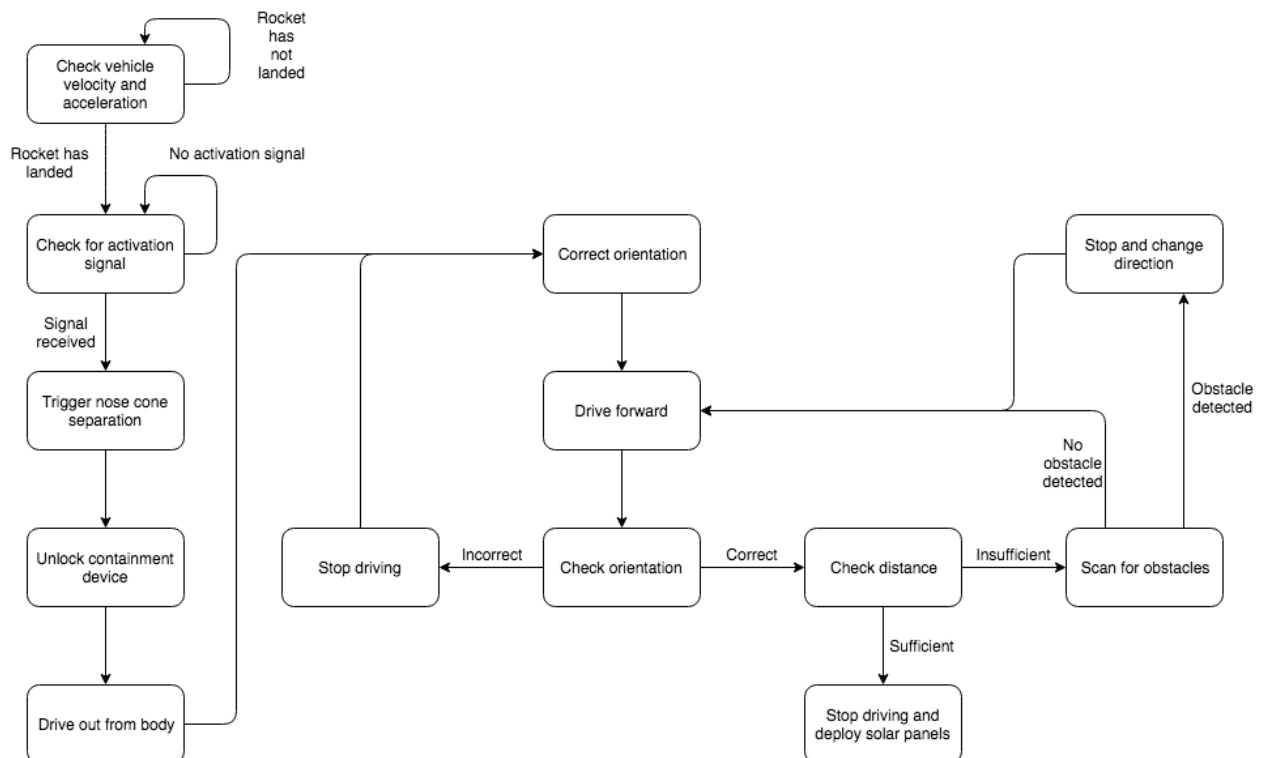 Rocket
has
not
landed
Check vehicle
velocity and
acceleration
Rocket has
landed
No activation signal
Check for activation
signal
Correct orientation
Stop and change
direction
Signal
received
Trigger nose cone
separation
Drive forward
Obstacle
detected
No
obstacle
detected
Unlock containment
device
Stop driving
Incorrect
Check orientation
Correct
Check distance
Insufficient
Scan for obstacles
Sufficient
Drive out from body
Stop driving and
deploy solar panels